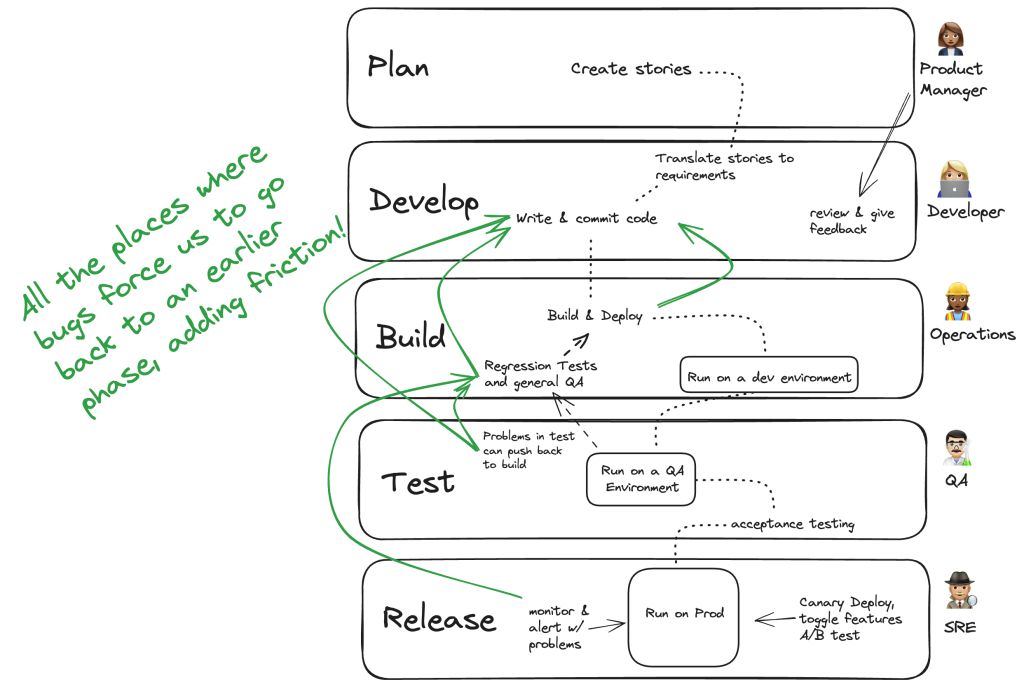 Plan
Create stories
Product
Manager
Translate stories to
requirements
Develop
Write & commit code
review & give
feedback
Developer
All the places where
bugs force us to go
back to an earlier
phase, adding friction!
Build
Build & Deploy
Operations
Regression Tests
and general QA
Run on a dev environment
Test
Problems in test
can push back
to build
Run on a QA
Environment
QA
acceptance testing
Release
monitor &
alert w/
problems
Run on Prod
Canary Deploy,
toggle features
A/B test
SRE